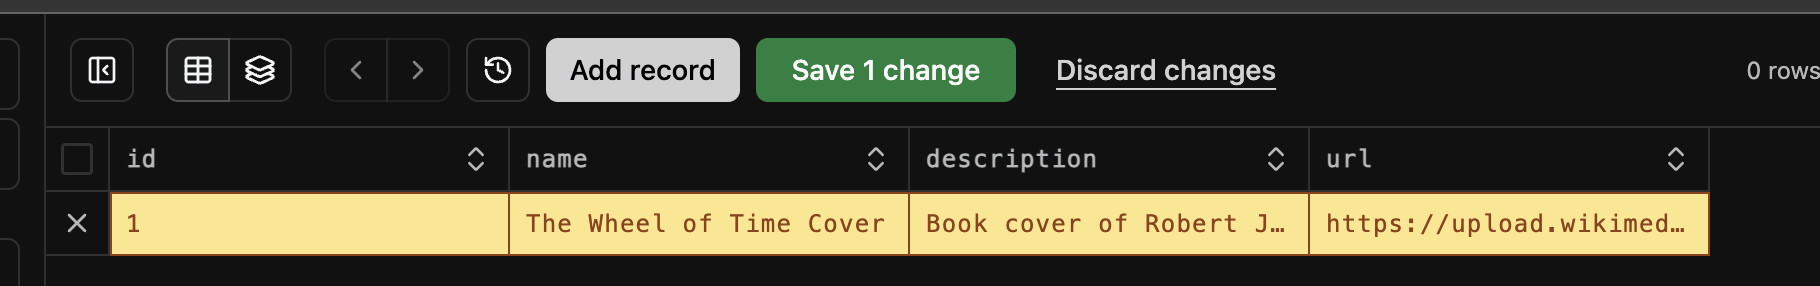 Add record
Save 1 change
Discard changes
0 rows
id
name
description
url
1
The Wheel of Time Cover
Book cover of Robert J…
https://upload.wikimed…